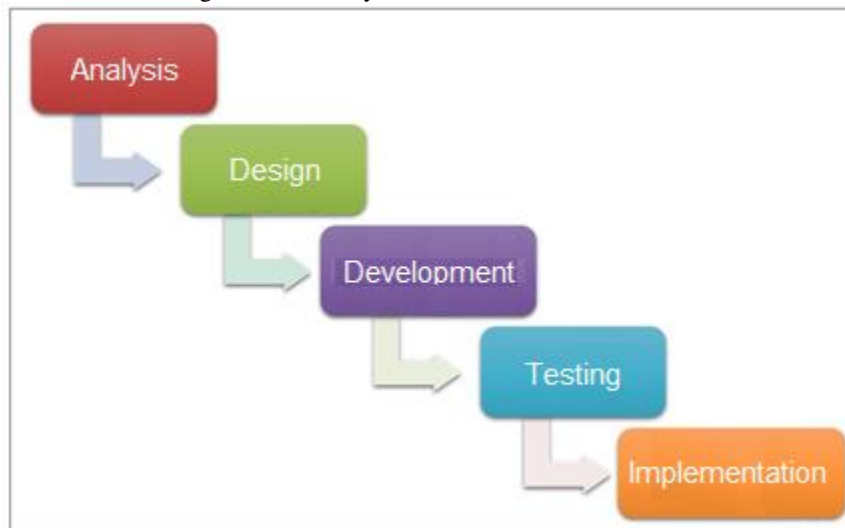 Analysis
Design
Development
Testing
Implementation